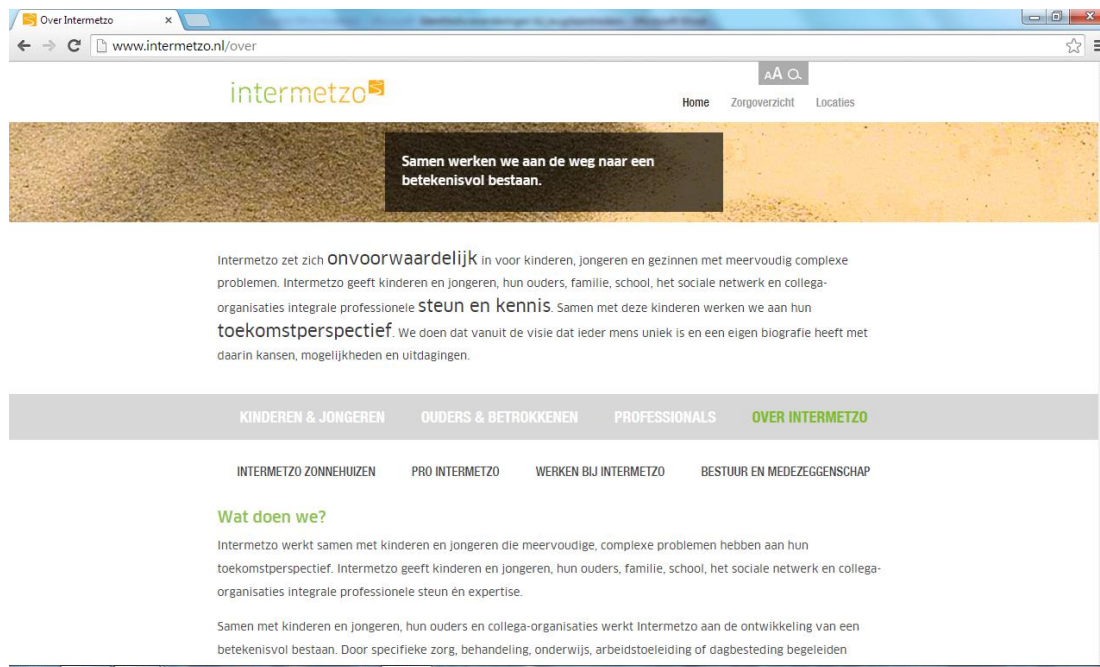 Over Intermetzo
www.intermetzo.nl/over
intermetzo
AA
Home Zorgoverzicht Locaties
Samen werken we aan de weg naar een
betekenisvol bestaan.
Intermetzo zet zich onvoorwaardelijk in voor kinderen, jongeren en gezinnen met meervoudig complexe
problemen. Intermetzo geeft kinderen en jongeren, hun ouders, familie, school, het sociale netwerk en collega-
organisaties integrale professionele steun en kennis. Samen met deze kinderen werken we aan hun
toekomstperspectief. We doen dat vanuit de visie dat ieder mens uniek is en een eigen biografie heeft met
daarin kansen, mogelijkheden en uitdagingen.
KINDEREN & JONGEREN OUDERS & BETROKKENEN PROFESSIONALS OVER INTERMETZO
INTERMETZO ZONNEHUIZEN PRO INTERMETZO WERKEN BIJ INTERMETZO BESTUUR EN MEDEZEGGENSCHAP
Wat doen we?
Intermetzo werkt samen met kinderen en jongeren die meervoudige, complexe problemen hebben aan hun
toekomstperspectief. Intermetzo geeft kinderen en jongeren, hun ouders, familie, school, het sociale netwerk en collega-
organisaties integrale professionele steun én expertise.
Samen met kinderen en jongeren, hun ouders en collega-organisaties werkt Intermetzo aan de ontwikkeling van een
betekenisvol bestaan. Door specifieke zorg, behandeling, onderwijs, arbeidstoeleiding of dagbesteding begeleiden